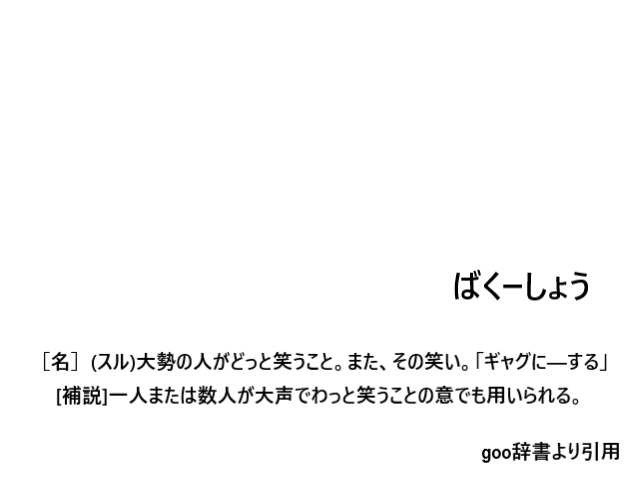 ばくーしょう
［名］(スル)大勢の人がどっと笑うこと。また、その笑い。「ギャグに―する」
[補説]一人または数人が大声でわっと笑うことの意でも用いられる。
goo辞書より引用